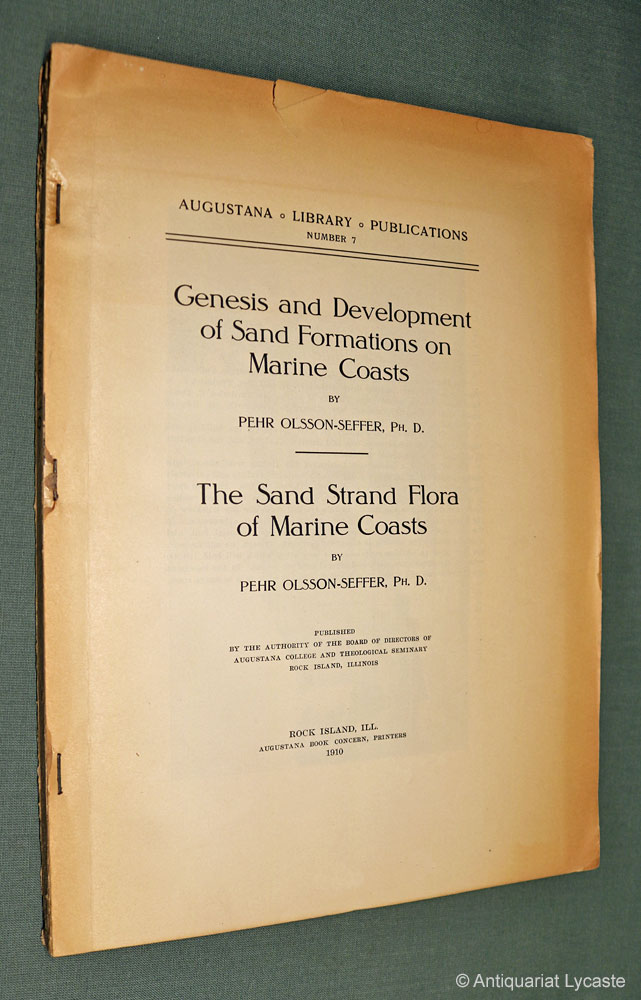 AUGUSTANA o LIBRARY o PUBLICATIONS
NUMBER 7
Genesis and Development
of Sand Formations on
Marine Coasts
BY
PEHR OLSSON-SEFFER, PH. D.
The Sand Strand Flora
of Marine Coasts
BY
PEHR OLSSON-SEFFER, PH. D.
PUBLISHED
BY THE AUTHORITY OF THE BOARD OF DIRECTORS OF
AUGUSTANA COLLEGE AND THEOLOGICAL SEMINARY
ROCK ISLAND, ILLINOIS
ROCK ISLAND, ILL.
AUGUSTANA BOOK CONCERN, PRINTERS
1910
© Antiquariat Lycaste